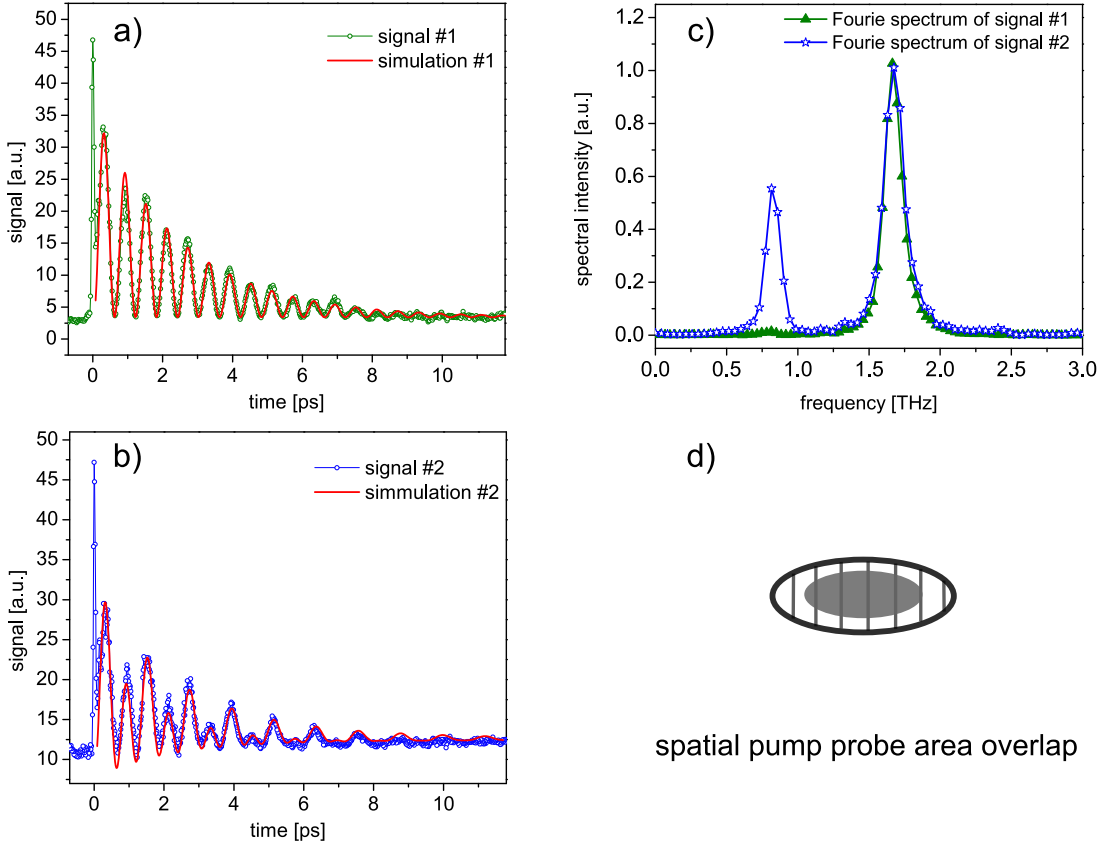 a)
signal #1
simulation #1
50
45
40
35
30
25
20
15
10
5
0
signal [a.u.]
0 2 4 6 8 10
time [ps]
c)
Fourie spectrum of signal #1
Fourie spectrum of signal #2
1.2
1.0
0.8
0.6
0.4
0.2
0.0
spectral intensity [a.u.]
0.0 0.5 1.0 1.5 2.0 2.5 3.0
frequency [THz]
b)
signal #2
simmulation #2
50
45
40
35
30
25
20
15
10
signal [a.u.]
0 2 4 6 8 10
time [ps]
d)
spatial pump probe area overlap